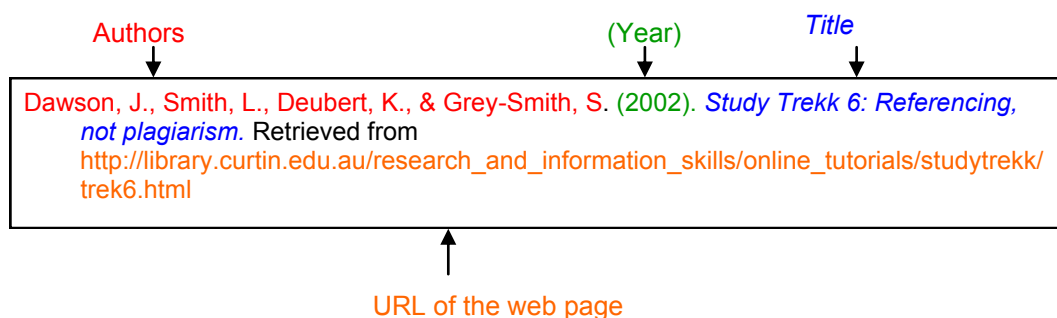 Authors (Year) Title
Dawson, J., Smith, L., Deubert, K., & Grey-Smith, S. (2002). Study Trekk 6: Referencing,
not plagiarism. Retrieved from
http://library.curtin.edu.au/research_and_information_skills/online_tutorials/studytrekk/
trek6.html
URL of the web page